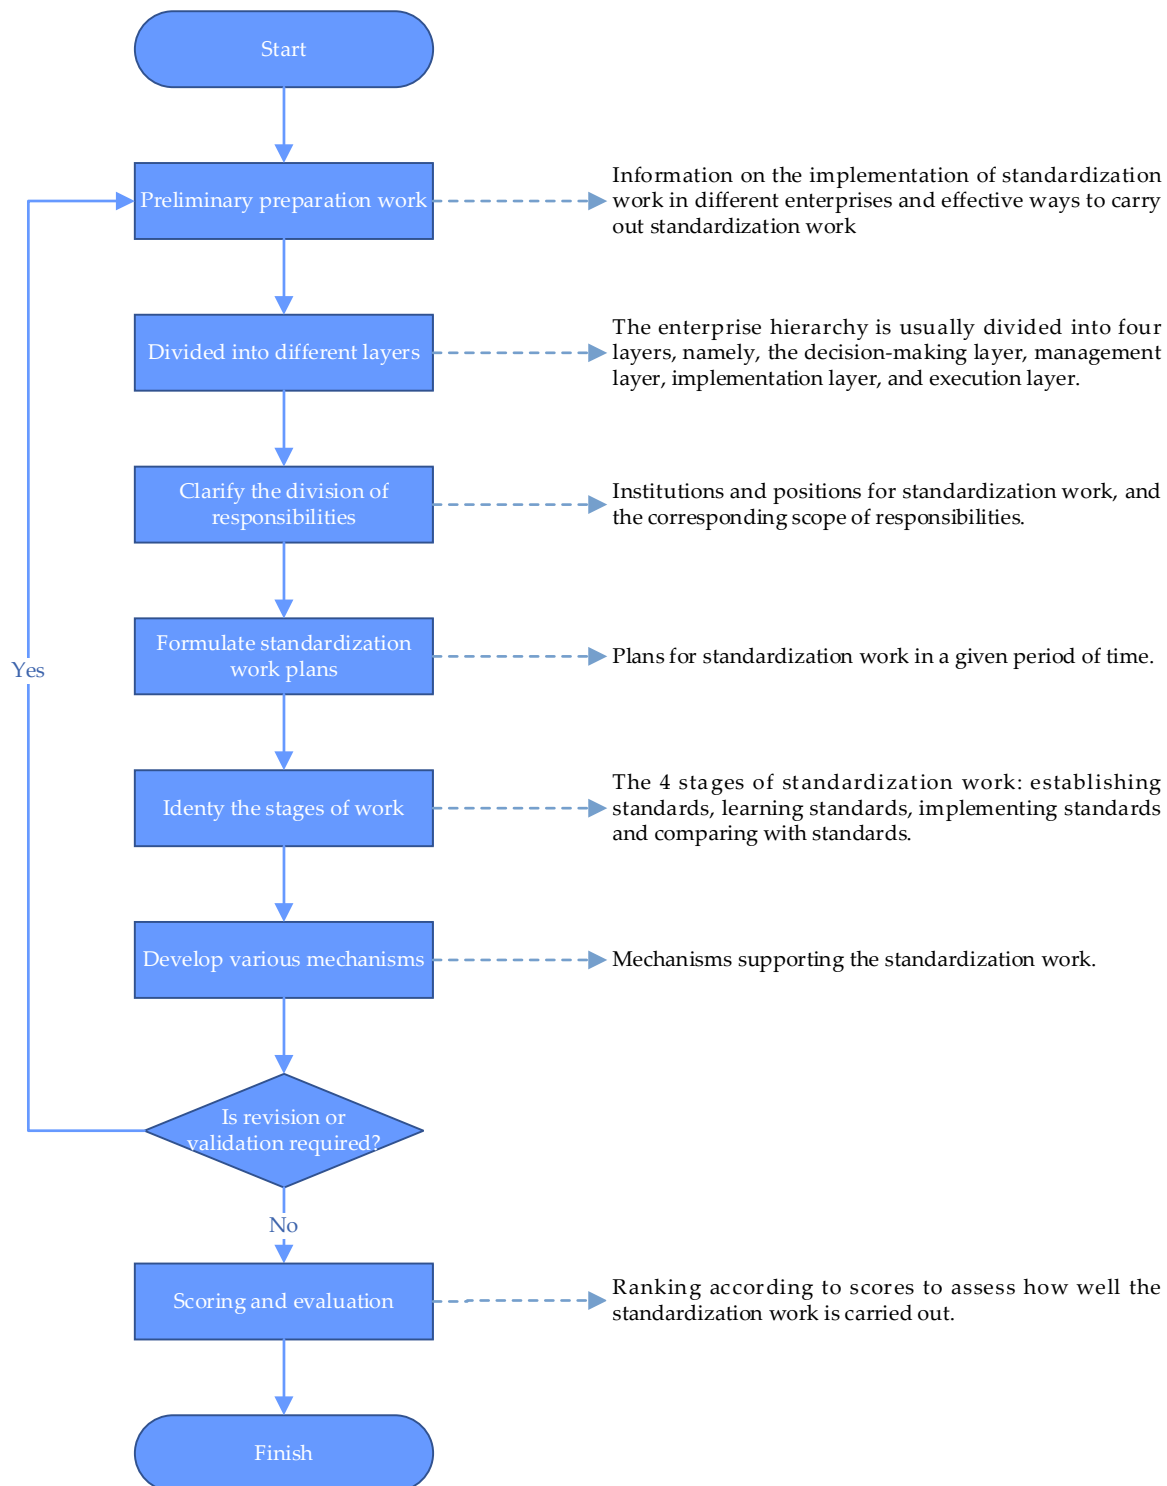 Start
Preliminary preparation work
Information on the implementation of standardization
work in different enterprises and effective ways to carry
out standardization work
Divided into different layers
The enterprise hierarchy is usually divided into four
layers, namely, the decision-making layer, management
layer, implementation layer, and execution layer.
Clarify the division of
responsibilities
Institutions and positions for standardization work, and
the corresponding scope of responsibilities.
Formulate standardization
work plans
Plans for standardization work in a given period of time.
Yes
Identy the stages of work
The 4 stages of standardization work: establishing
standards, learning standards, implementing standards
and comparing with standards.
Develop various mechanisms
Mechanisms supporting the standardization work.
Is revision or
validation required?
No
Scoring and evaluation
Ranking according to scores to assess how well the
standardization work is carried out.
Finish